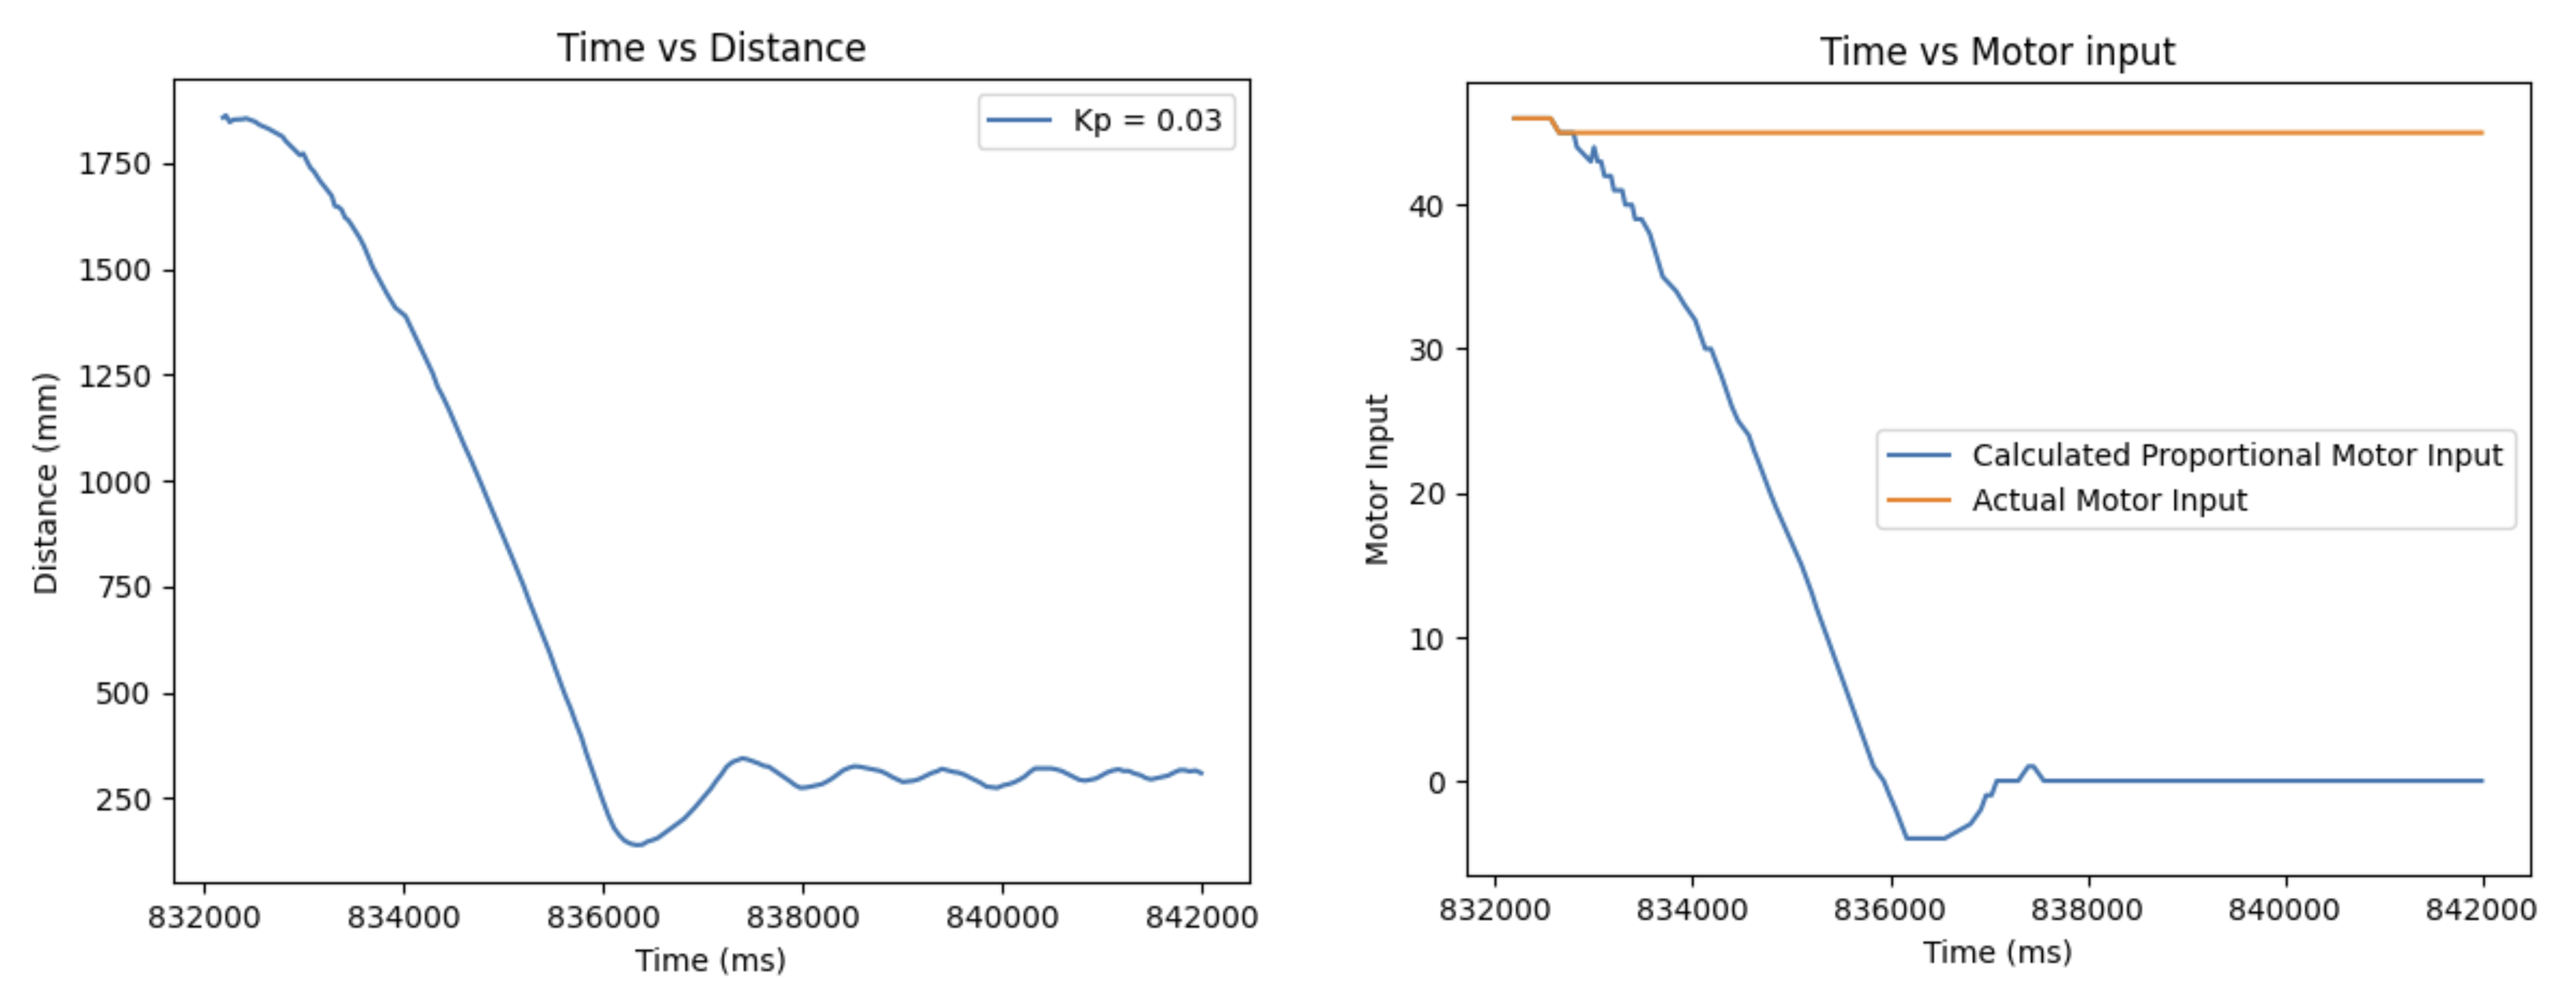 Time vs Distance
Kp = 0.03
1750
1500
1250
1000
750
500
250
Distance (mm)
832000 834000 836000 838000 840000 842000
Time (ms)
Time vs Motor input
40
30
20
10
0
Motor Input
Calculated Proportional Motor Input
Actual Motor Input
832000 834000 836000 838000 840000 842000
Time (ms)